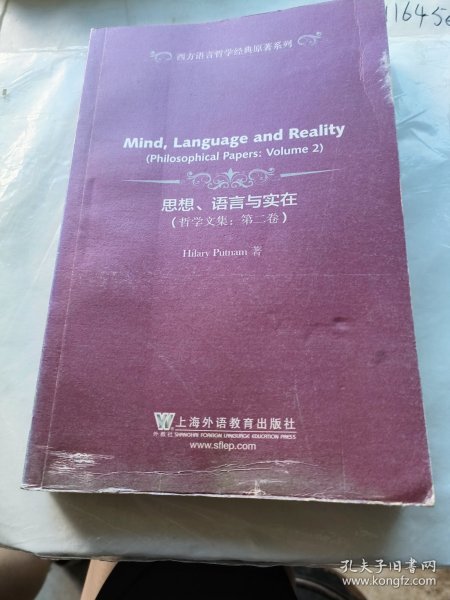 11645
西方语言哲学经典原著系列
Mind, Language and Reality
(Philosophical Papers: Volume 2)
思想、语言与实在
(哲学文集:第二卷)
Hilary Putnam 著
外教社
上海外语教育出版社
SHANGHAI FOREIGN LANGUAGE EDUCATION PRESS
www.sflep.com
孔夫子旧书网
www.kongfz.com